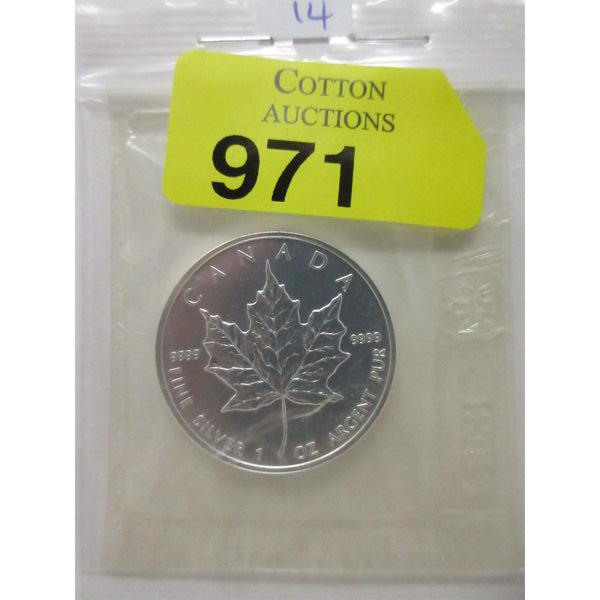 14
COTTON
AUCTIONS
971
CANADA
9999 9999
FINE SILVER 1 OZ ARGENT PUR